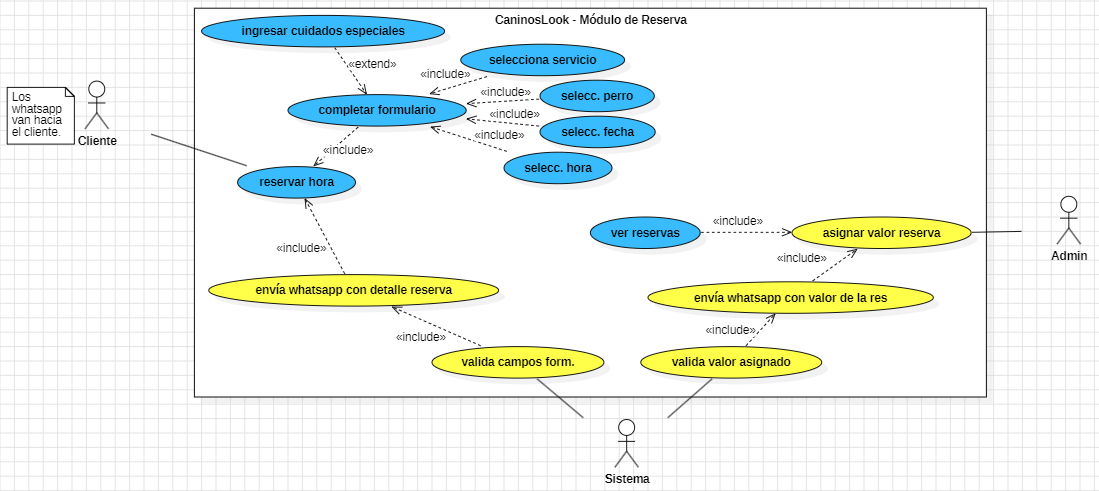 CaninosLook - Módulo de Reserva
ingresar cuidados especiales
«extend»
selecciona servicio
«include»
selecc. perro
«include»
completar formulario
«include»
selecc. fecha
«include»
selecc. hora
«include»
Los
whatsapp
van hacia
el cliente.
Cliente
reservar hora
«include»
ver reservas
«include»
asignar valor reserva
Admin
«include»
envía whatsapp con detalle reserva
envía whatsapp con valor de la res
«include»
«include»
valida campos form.
valida valor asignado
Sistema